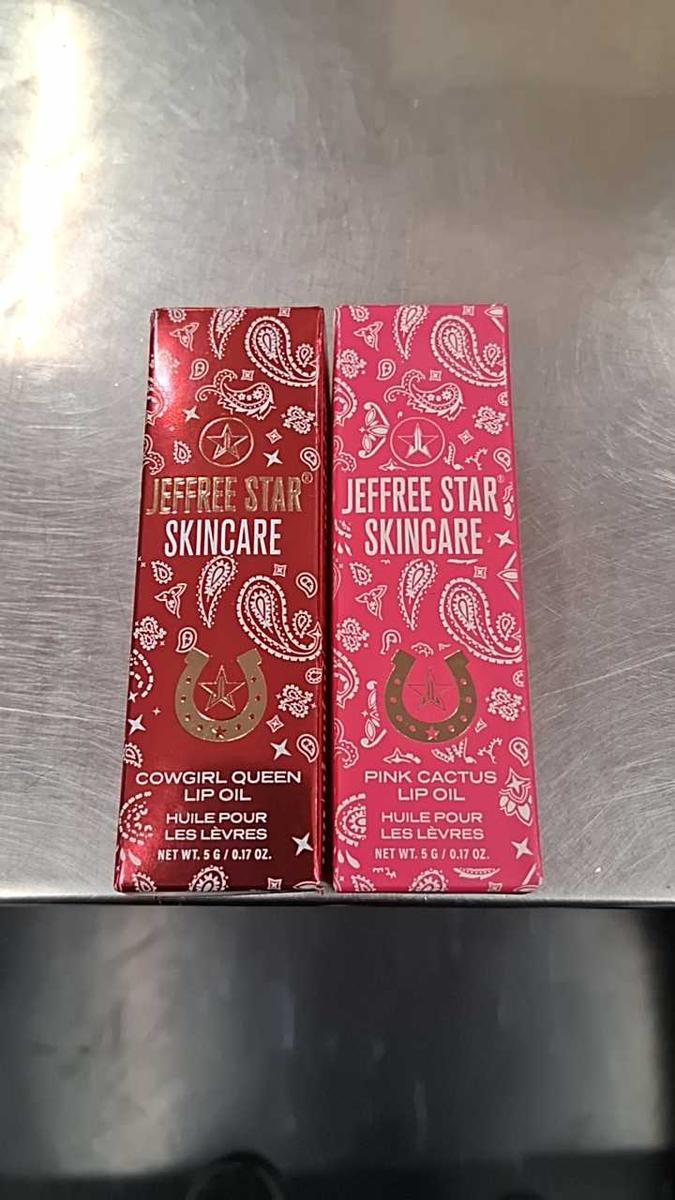 JEFFREE STAR®
SKINCARE
COWGIRL QUEEN
LIP OIL
HUILE POUR
LES LÈVRES
NET WT. 5 G / 0.17 OZ.
JEFFREE STAR®
SKINCARE
PINK CACTUS
LIP OIL
HUILE POUR
LES LÈVRES
NET WT. 5 G / 0.17 OZ.